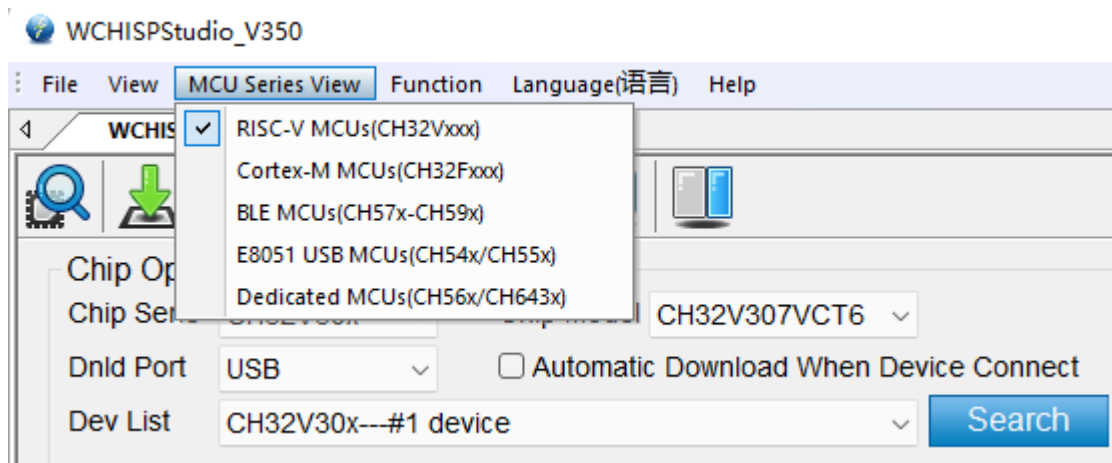 WCHISPStudio_V350
File View MCU Series View Function Language(语言) Help
WCHIS
RISC-V MCUs(CH32Vxxx)
Cortex-M MCUs(CH32Fxxx)
BLE MCUs(CH57x-CH59x)
E8051 USB MCUs(CH54x/CH55x)
Dedicated MCUs(CH56x/CH643x)
Chip Op
Chip Serie CH32V307VCT6
Dnld Port USB Automatic Download When Device Connect
Dev List CH32V30x---#1 device Search